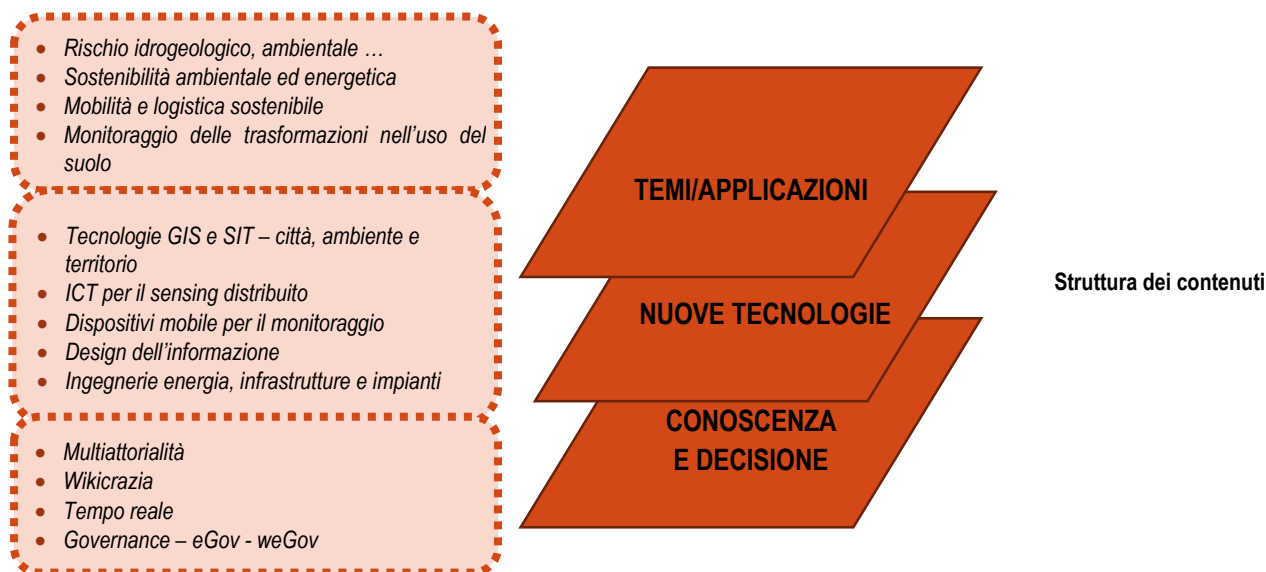 • Rischio idrogeologico, ambientale …
• Sostenibilità ambientale ed energetica
• Mobilità e logistica sostenibile
• Monitoraggio delle trasformazioni nell'uso del
suolo
• Tecnologie GIS e SIT – città, ambiente e
territorio
• ICT per il sensing distribuito
• Dispositivi mobile per il monitoraggio
• Design dell'informazione
• Ingegnerie energia, infrastrutture e impianti
• Multiattorialità
• Wikicrazia
• Tempo reale
• Governance – eGov - weGov
TEMI/APPLICAZIONI
NUOVE TECNOLOGIE
CONOSCENZA
E DECISIONE
Struttura dei contenuti